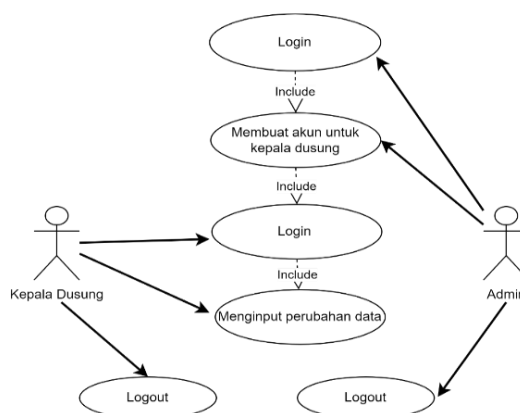 Login
Include
Membuat akun untuk
kepala dusung
Include
Login
Include
Kepala Dusung
Menginput perubahan data
Admin
Logout
Logout